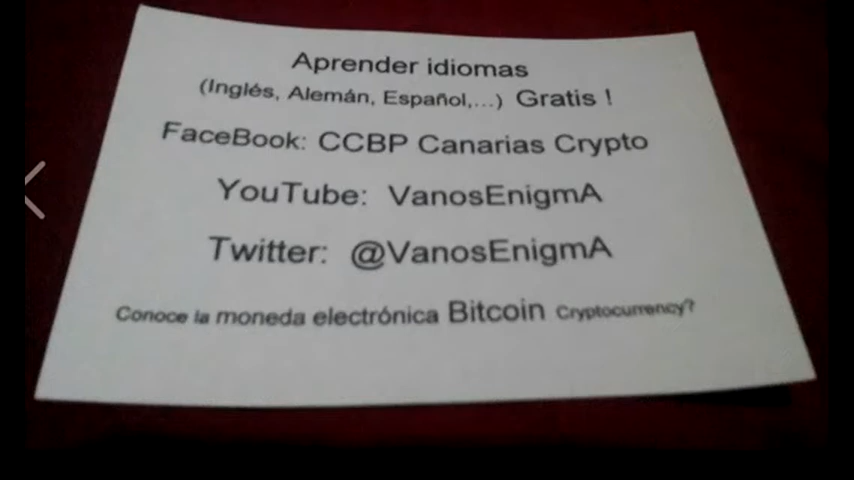 Aprender idiomas
(Inglés, Alemán, Español,...) Gratis !
FaceBook: CCBP Canarias Crypto
YouTube: VanosEnigmA
Twitter: @VanosEnigmA
Conoce la moneda electrónica Bitcoin Cryptocurrency?